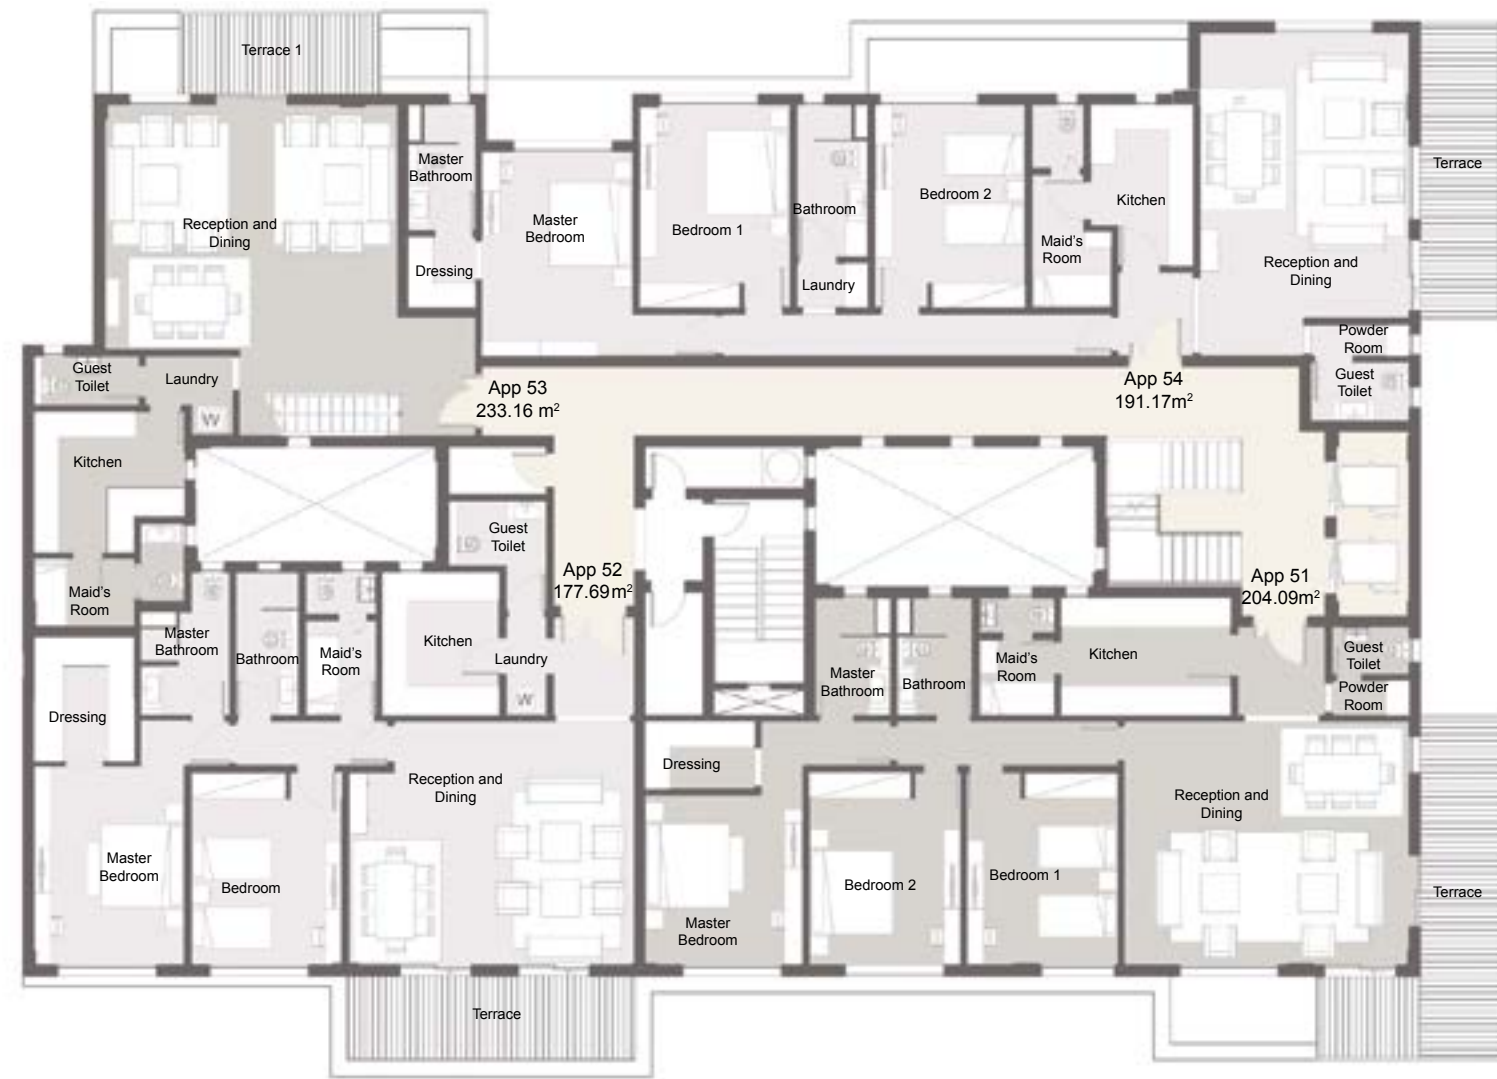 Terrace 1
Reception and
Dining
Master
Bathroom
Dressing
Master
Bedroom
Bedroom 1
Bathroom
Laundry
Bedroom 2
Maid's
Room
Kitchen
Reception and
Dining
Terrace
Powder
Room
Guest
Toilet
Guest
Toilet
Laundry
W
App 53
233.16 m²
App 54
191.17m²
Kitchen
Maid's
Room
Guest
Toilet
App 52
177.69m²
App 51
204.09m²
Master
Bathroom
Bathroom
Maid's
Room
Kitchen
Laundry
W
Dressing
Master
Bathroom
Bathroom
Maid's
Room
Kitchen
Guest
Toilet
Powder
Room
Master
Bedroom
Bedroom
Reception and
Dining
Dressing
Master
Bedroom
Bedroom 2
Bedroom 1
Reception and
Dining
Terrace
Terrace